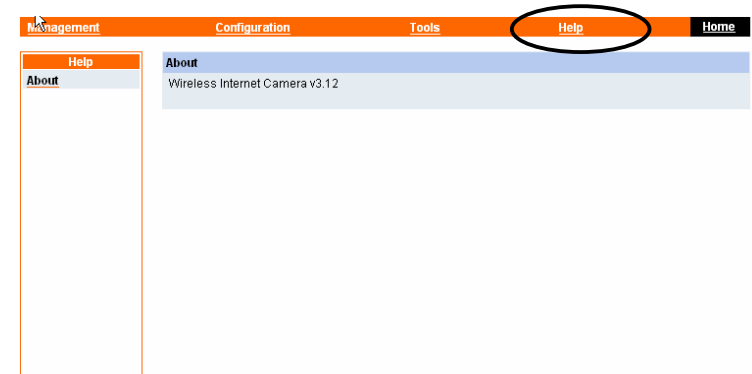 Management Configuration Tools Help Home
Help
About
About
Wireless Internet Camera v3.12